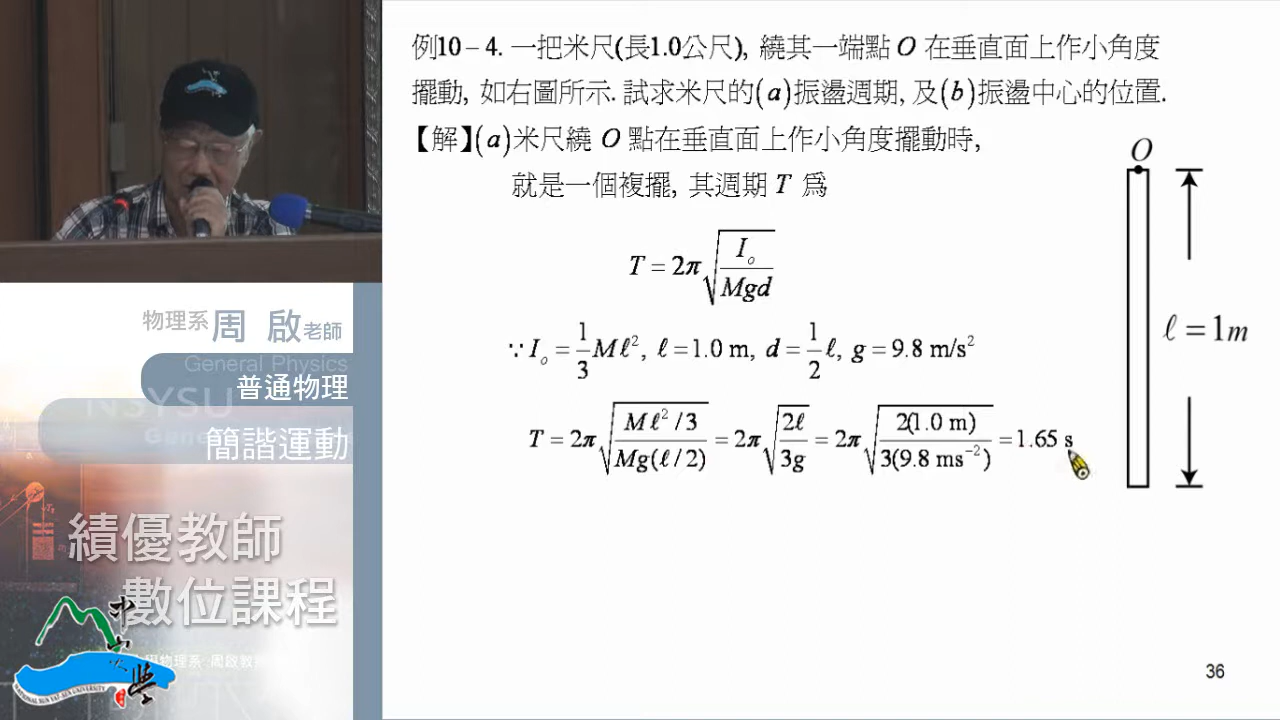 例10－4. 一把米尺(長1.0公尺), 繞其一端點 O 在垂直面上作小角度
擺動, 如右圖所示. 試求米尺的(a)振盪週期, 及(b)振盪中心的位置.
【解】(a)米尺繞 O 點在垂直面上作小角度擺動時,
就是一個複擺, 其週期 T 為
T = 2π√(I_o / Mgd)
∵ I_o = 1/3 Mℓ², ℓ = 1.0 m, d = 1/2 ℓ, g = 9.8 m/s²
T = 2π√(Mℓ²/3 / Mg(ℓ/2)) = 2π√(2ℓ / 3g) = 2π√(2(1.0 m) / 3(9.8 ms⁻²)) = 1.65 s
O
ℓ = 1m
物理系 周 啟 老師
General Physics
普通物理
NSYSU
簡諧運動
績優教師
數位課程
36